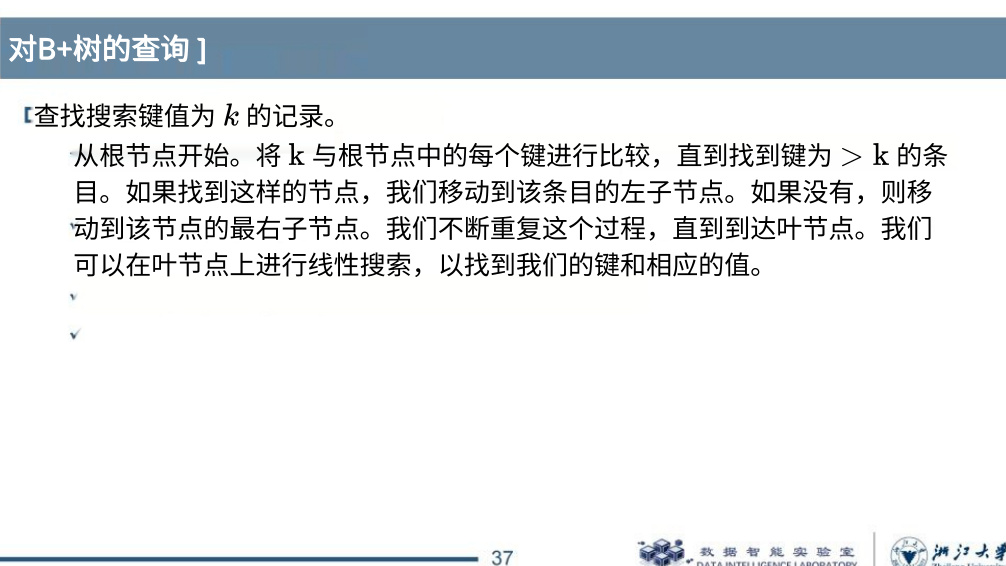 对B+树的查询 ]
查找搜索键值为 k 的记录。
从根节点开始。将 k 与根节点中的每个键进行比较，直到找到键为 > k 的条
目。如果找到这样的节点，我们移动到该条目的左子节点。如果没有，则移
动到该节点的最右子节点。我们不断重复这个过程，直到到达叶节点。我们
可以在叶节点上进行线性搜索，以找到我们的键和相应的值。
37
数据智能实验室
DATA INTELLIGENCE LABORATORY
浙江大学